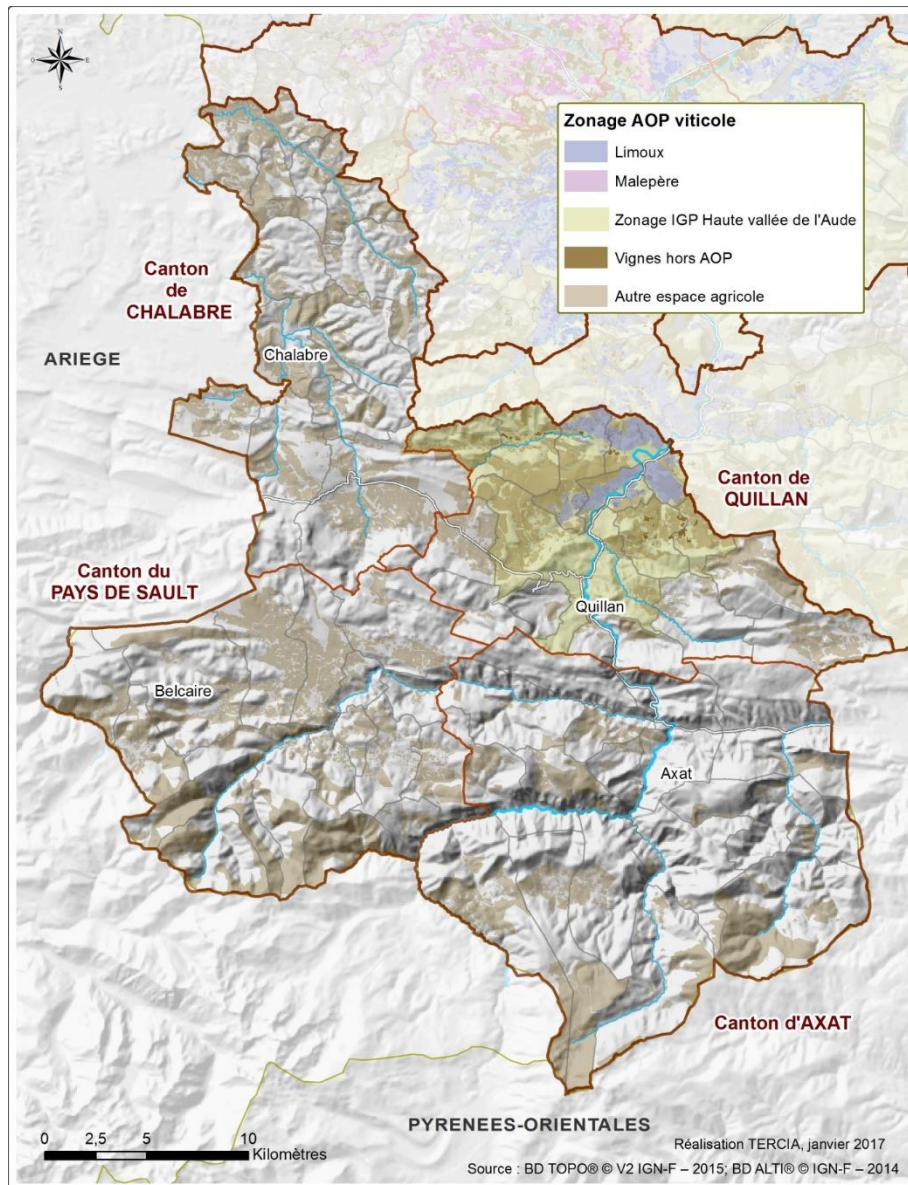 N
O
E
S
Zonage AOP viticole
Limoux
Malepère
Zonage IGP Haute vallée de l'Aude
Vignes hors AOP
Autre espace agricole
Canton
de
CHALABRE
ARIEGE
Chalabre
Canton de
QUILLAN
Canton du
PAYS DE SAULT
Quillan
Belcaire
Axat
Canton d'AXAT
PYRENEES-ORIENTALES
0 2,5 5 10
Kilomètres
Réalisation TERCIA, janvier 2017
Source : BD TOPO® © V2 IGN-F – 2015; BD ALTI® © IGN-F – 2014